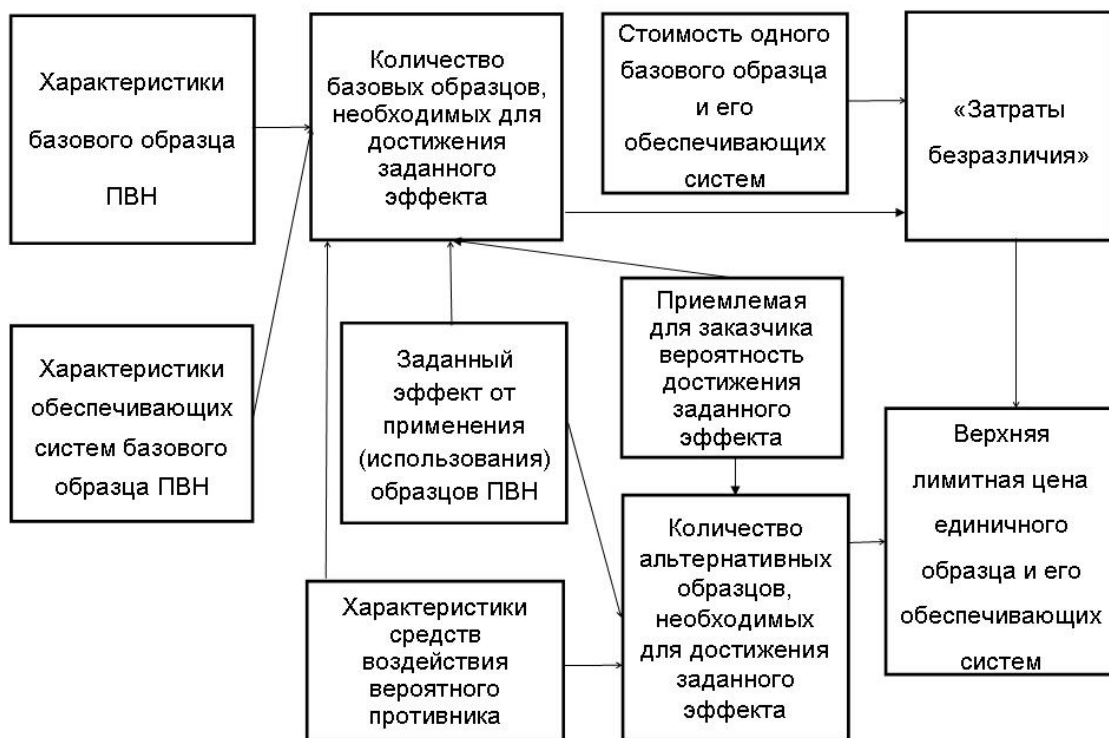 Характеристики
базового образца
ПВН
Количество
базовых образцов,
необходимых для
достижения
заданного
эффекта
Стоимость одного
базового образца
и его
обеспечивающих
систем
«Затраты
безразличия»
Характеристики
обеспечивающих
систем базового
образца ПВН
Заданный
эффект от
применения
(использования)
образцов ПВН
Приемлемая
для заказчика
вероятность
достижения
заданного
эффекта
Верхняя
лимитная цена
единичного
образца и его
обеспечивающих
систем
Характеристики
средств
воздействия
вероятного
противника
Количество
альтернативных
образцов,
необходимых
для достижения
заданного
эффекта